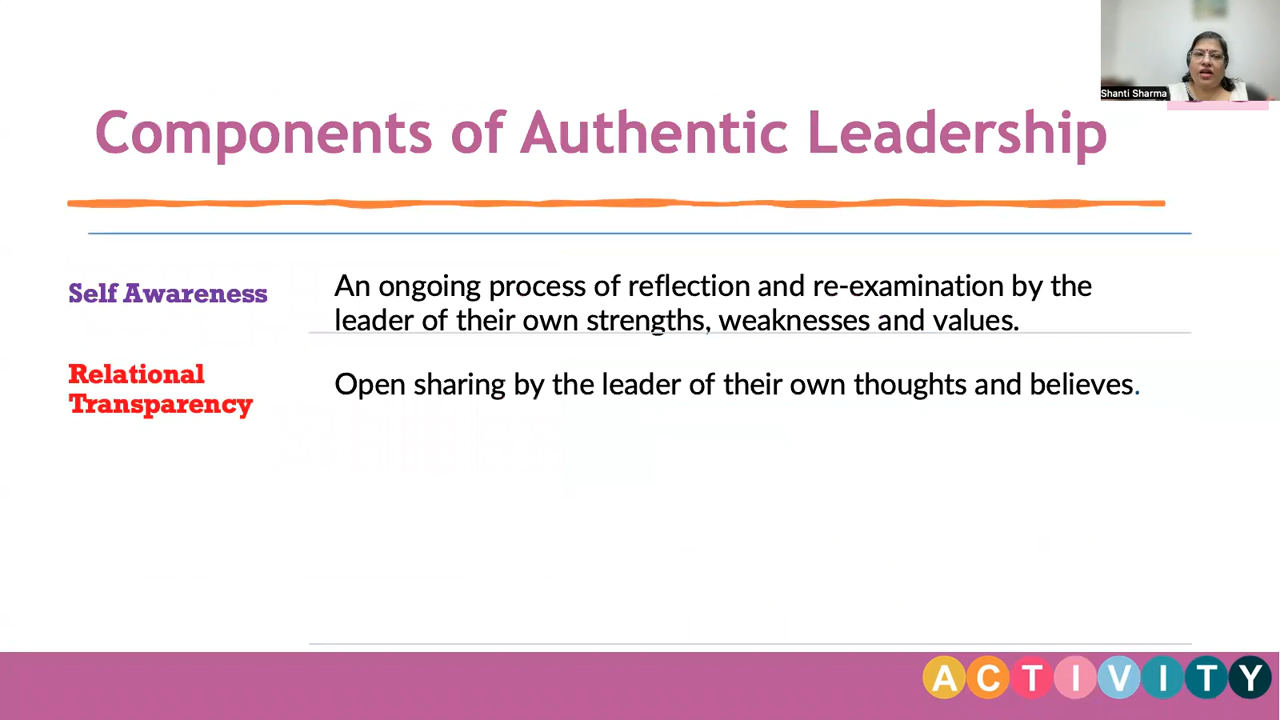 Shanti Sharma
Components of Authentic Leadership
Self Awareness
An ongoing process of reflection and re-examination by the
leader of their own strengths, weaknesses and values.
Relational
Transparency
Open sharing by the leader of their own thoughts and believes.
ACTIVITY